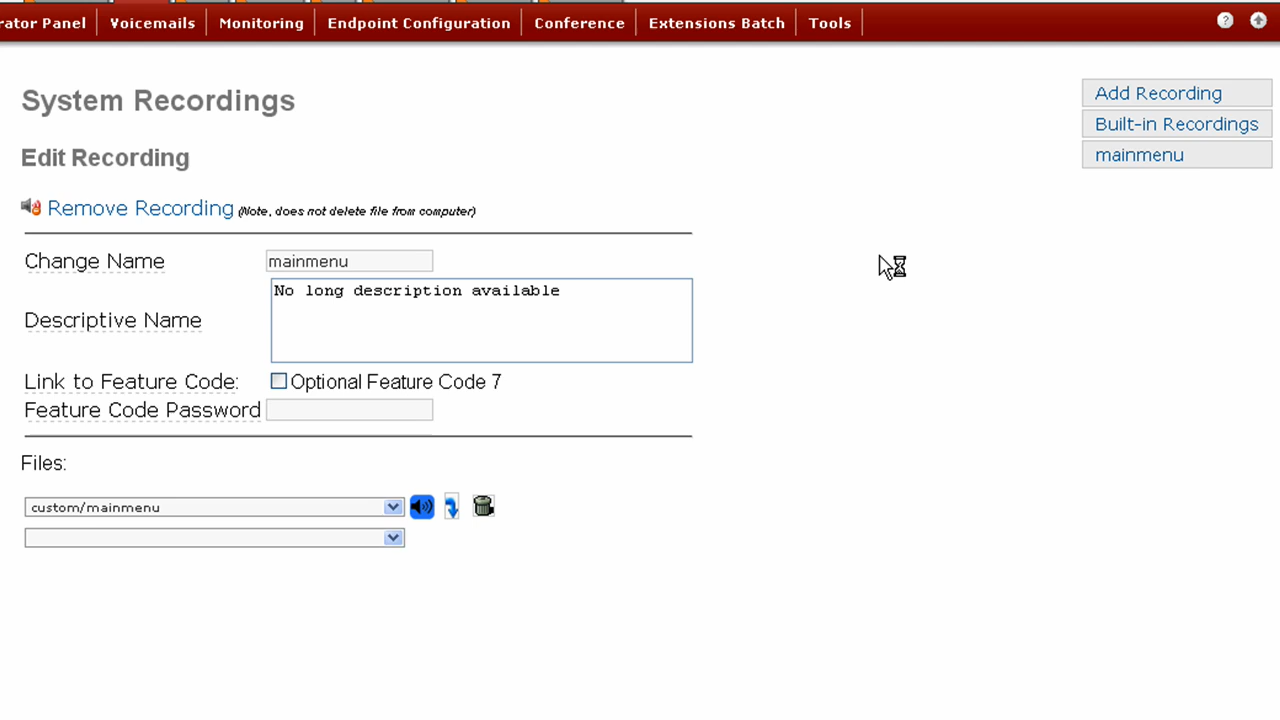 rator Panel Voicemails Monitoring Endpoint Configuration Conference Extensions Batch Tools ?
System Recordings
Add Recording
Built-in Recordings
mainmenu
Edit Recording
Remove Recording (Note, does not delete file from computer)
Change Name mainmenu
Descriptive Name No long description available
Link to Feature Code: Optional Feature Code 7
Feature Code Password
Files:
custom/mainmenu